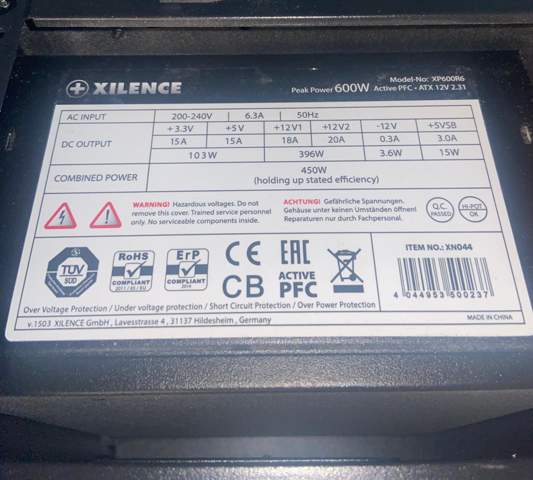 XILENCE
Model-No: XP600R6
Peak Power 600W Active PFC • ATX 12V 2.31
AC INPUT 200-240V 6.3A 50Hz
DC OUTPUT +3.3V +5V +12V1 +12V2 -12V +5VSB
15A 15A 18A 20A 0.3A 3.0A
103W 396W 3.6W 15W
COMBINED POWER 450W
(holding up stated efficiency)
WARNING! Hazardous voltages. Do not
remove this cover. Trained service personnel
only. No serviceable components inside.
ACHTUNG! Gefährliche Spannungen.
Gehäuse unter keinen Umständen öffnen!
Reparaturen nur durch Fachpersonal.
Q.C.
PASSED
HI-POT
OK
TÜV
SÜD
RoHS
COMPLIANT
2011 / 65 / EU
ErP
COMPLIANT
2014
CE
CB
EAC
ACTIVE
PFC
ITEM NO.: XN044
4 044953 500237
Over Voltage Protection / Under voltage Protection / Short Circuit Protection / Over Power Protection
v.1503 XILENCE GmbH , Lavesstrasse 4 , 31137 Hildesheim , Germany
MADE IN CHINA